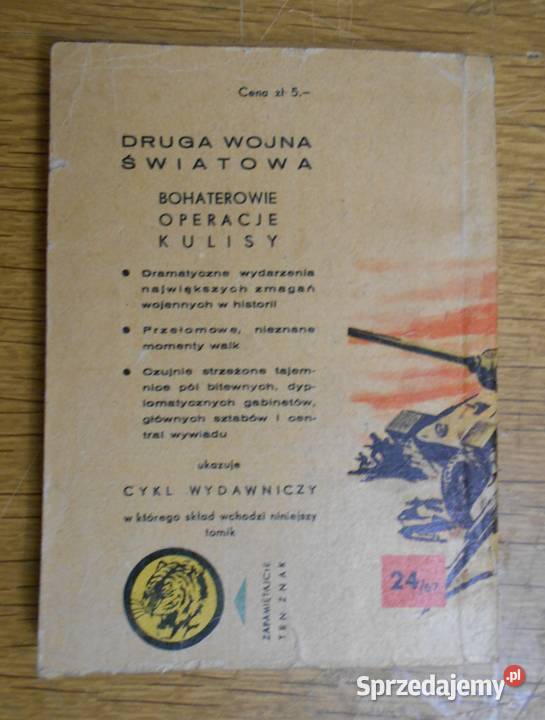 Cena zł 5.–
DRUGA WOJNA
ŚWIATOWA
BOHATEROWIE
OPERACJE
KULISY
● Dramatyczne wydarzenia
największych zmagań
wojennych w historii
● Przełomowe, nieznane
momenty walk
● Czujnie strzeżone tajem-
nice pól bitewnych, dyp-
lomatycznych gabinetów,
głównych sztabów i cen-
tral wywiadu
ukazuje
CYKL WYDAWNICZY
w którego skład wchodzi niniejszy
tomik
ZAPAMIĘTAJCIE
TEN ZNAK
24/67
Sprzedajemy.pl